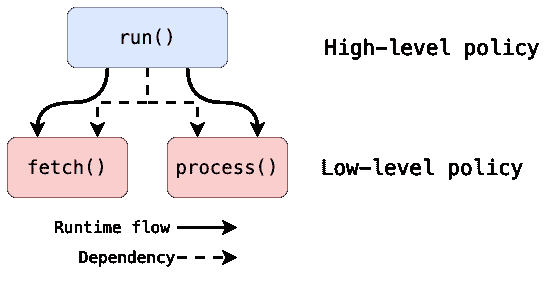 run()
High-level policy
fetch()
process()
Low-level policy
Runtime flow
Dependency